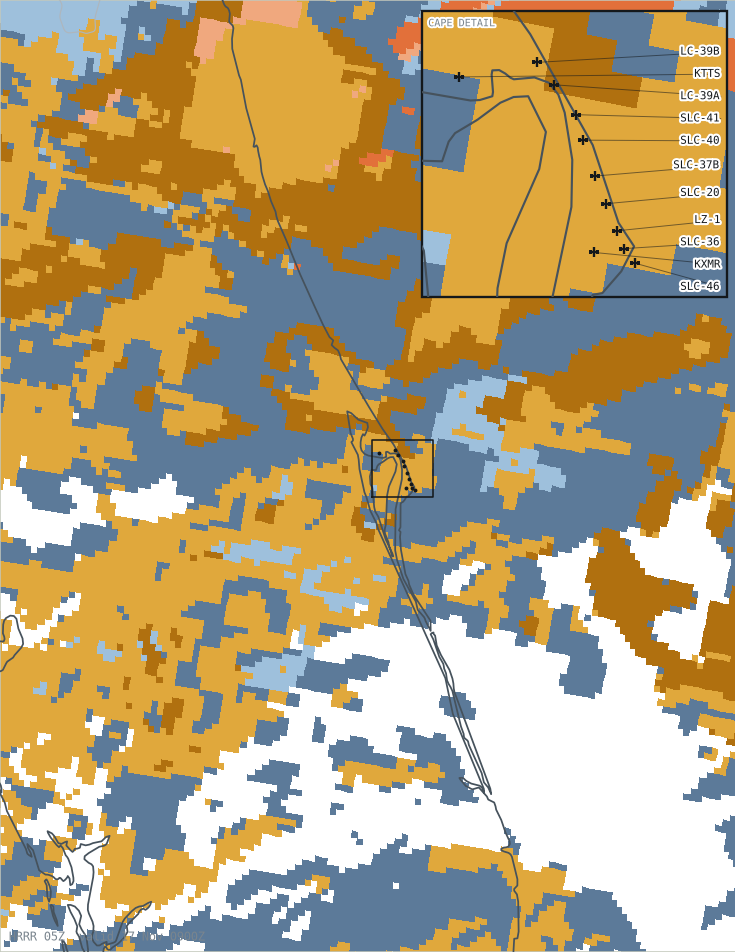 CAPE DETAIL
LC-39B
KTTS
LC-39A
SLC-41
SLC-40
SLC-37B
SLC-20
LZ-1
SLC-36
KXMR
SLC-46
HRRR 05Z